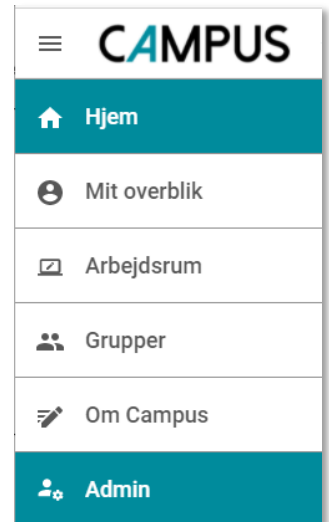 CAMPUS
Hjem
Mit overblik
Arbejdsrum
Grupper
Om Campus
Admin